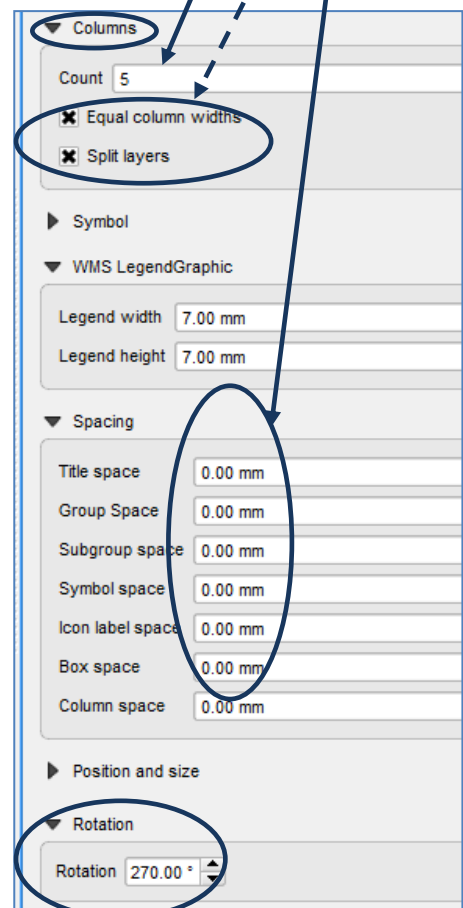 Columns
Count 5
Equal column widths
Split layers
Symbol
WMS LegendGraphic
Legend width 7.00 mm
Legend height 7.00 mm
Spacing
Title space 0.00 mm
Group Space 0.00 mm
Subgroup space 0.00 mm
Symbol space 0.00 mm
Icon label space 0.00 mm
Box space 0.00 mm
Column space 0.00 mm
Position and size
Rotation
Rotation 270.00 °